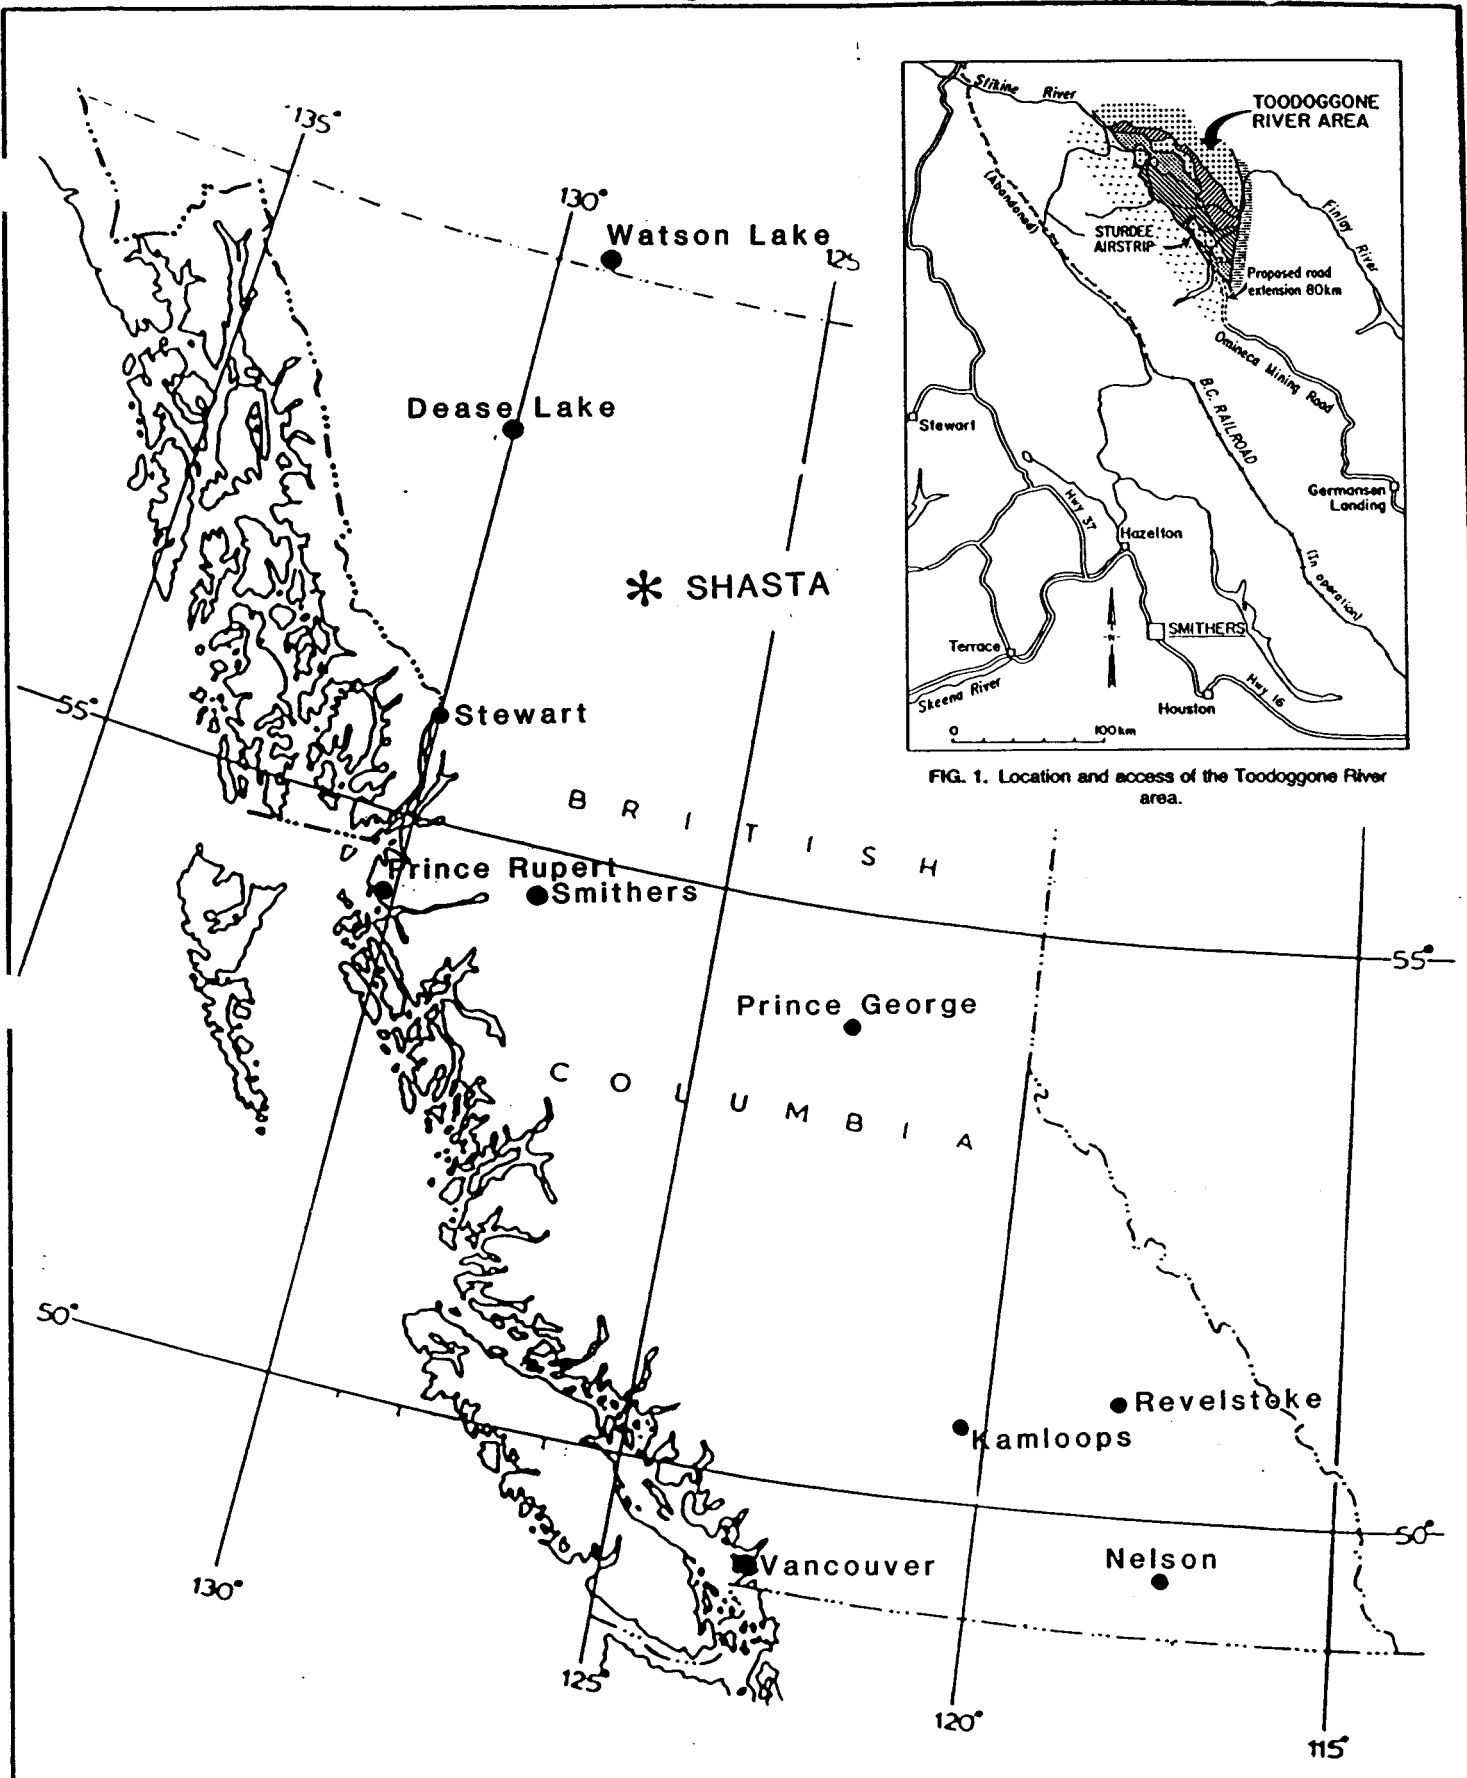 135°
130°
Watson Lake
125
Dease Lake
SHASTA
55°
Stewart
BRITISH
Prince Rupert
Smithers
55°
Prince George
COLUMBIA
50°
Revelstoke
Kamloops
50°
Vancouver
Nelson
130°
125°
120°
115°
Stikine River
TOODOGGONE
RIVER AREA
(Abandoned)
STURDEE
AIRSTRIP
Finlay River
Proposed road
extension 80km
Omineca Mining Road
B.C. RAILROAD
Stewart
Germansen
Landing
Hwy 37
Hazelton
(In operation)
N
SMITHERS
Terrace
Skeena River
Hwy 16
Houston
0 100km
FIG. 1. Location and access of the Toodoggone River
area.